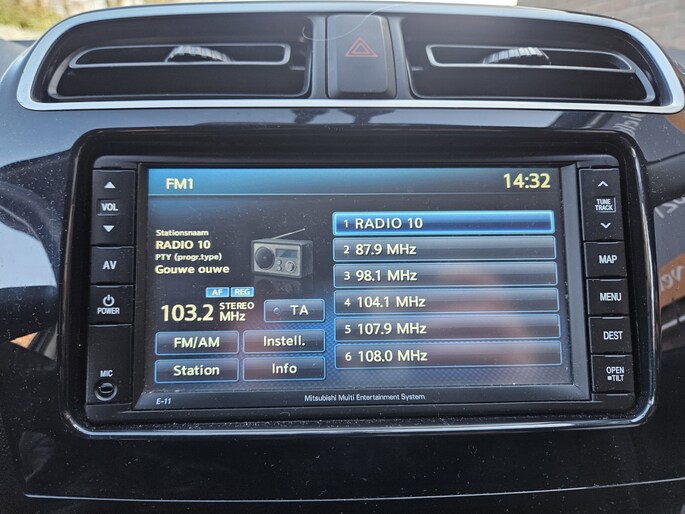 FM1 14:32
VOL
AV
POWER
MIC
Stationsnaam
RADIO 10
PTY (progr.type)
Gouwe ouwe
AF REG
103.2 STEREO MHz
TA
FM/AM Instell.
Station Info
1 RADIO 10
2 87.9 MHz
3 98.1 MHz
4 104.1 MHz
5 107.9 MHz
6 108.0 MHz
TUNE
TRACK
MAP
MENU
DEST
OPEN
TILT
E-11
Mitsubishi Multi Entertainment System